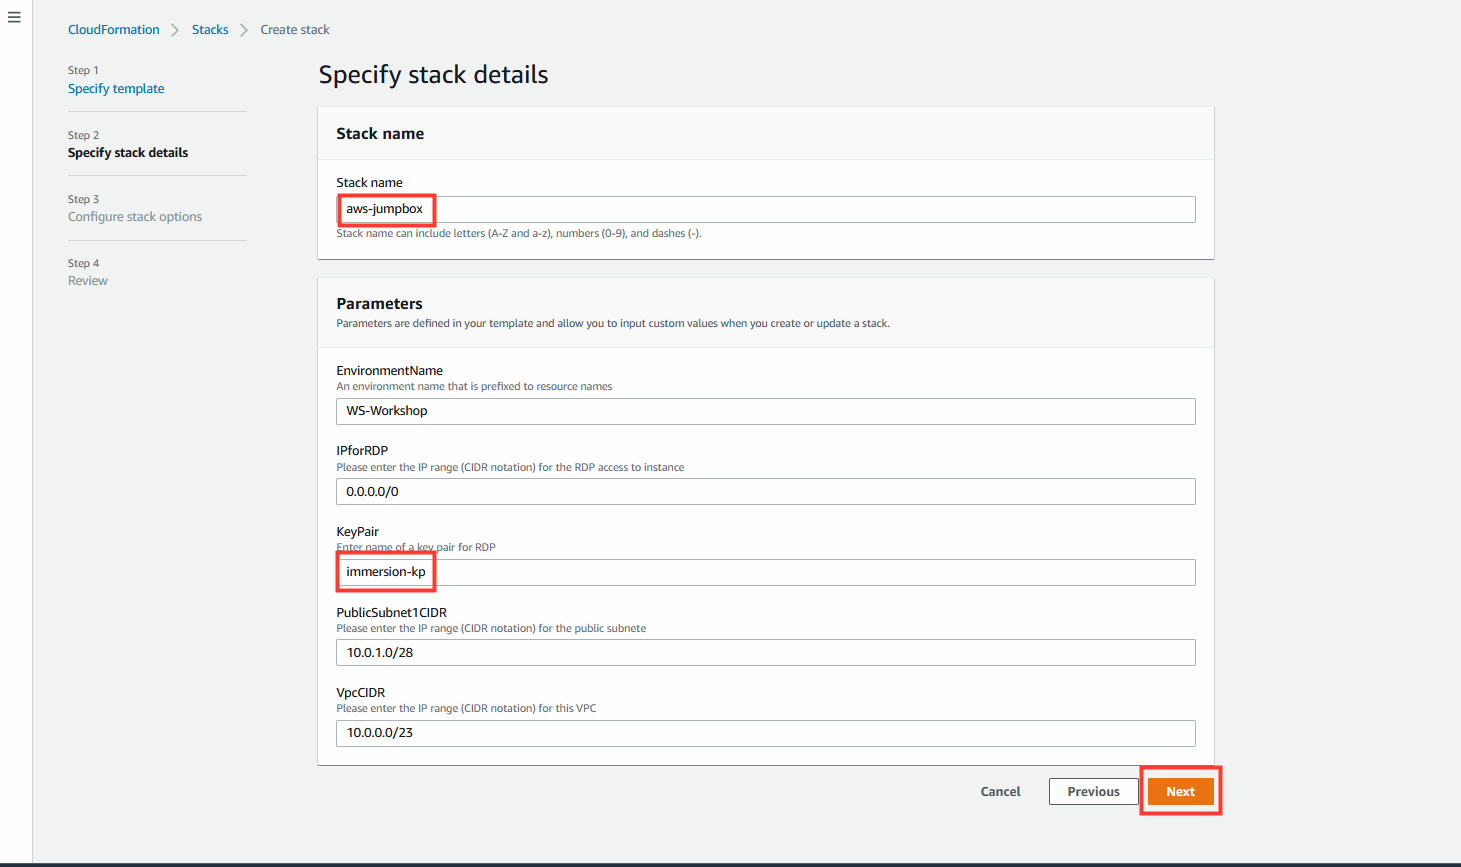 CloudFormation > Stacks > Create stack
Step 1
Specify template
Step 2
Specify stack details
Step 3
Configure stack options
Step 4
Review
Specify stack details
Stack name
Stack name
aws-jumpbox
Stack name can include letters (A-Z and a-z), numbers (0-9), and dashes (-).
Parameters
Parameters are defined in your template and allow you to input custom values when you create or update a stack.
EnvironmentName
An environment name that is prefixed to resource names
WS-Workshop
IPforRDP
Please enter the IP range (CIDR notation) for the RDP access to instance
0.0.0.0/0
KeyPair
Enter name of a key pair for RDP
immersion-kp
PublicSubnet1CIDR
Please enter the IP range (CIDR notation) for the public subnete
10.0.1.0/28
VpcCIDR
Please enter the IP range (CIDR notation) for this VPC
10.0.0.0/23
Cancel Previous Next